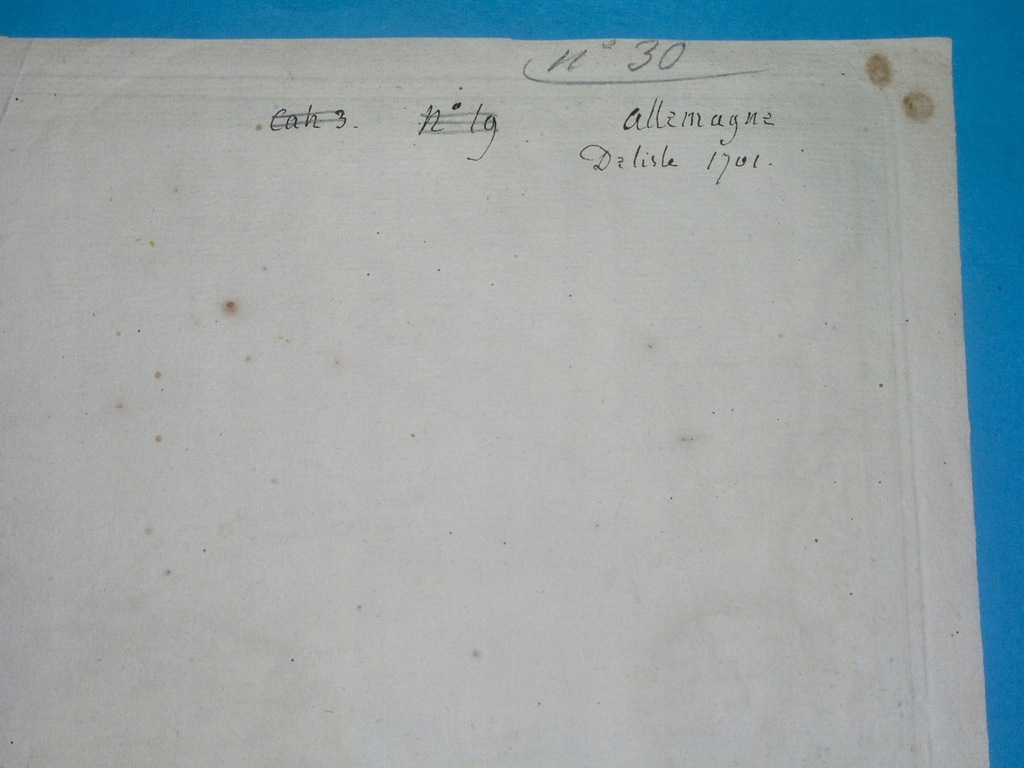 n° 30
Cah 3. N° 19 Allemagne
Delisle 1701.